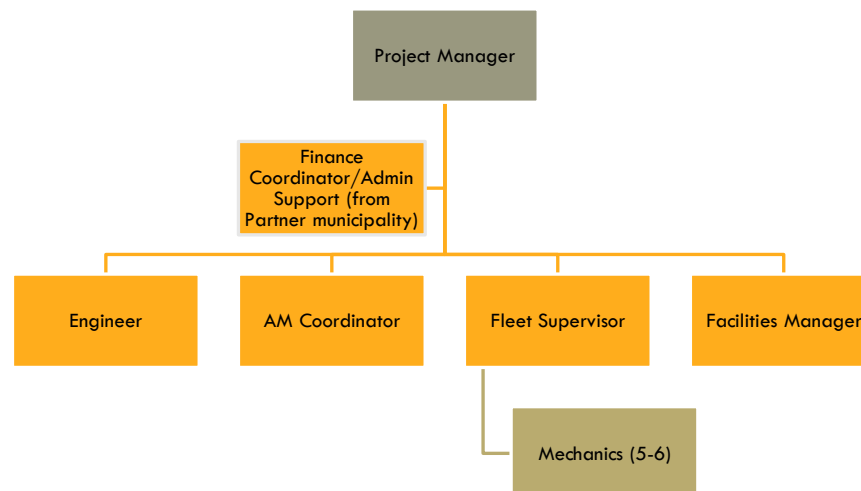 Project Manager
Finance
Coordinator/Admin
Support (from
Partner municipality)
Engineer
AM Coordinator
Fleet Supervisor
Facilities Manager
Mechanics (5-6)